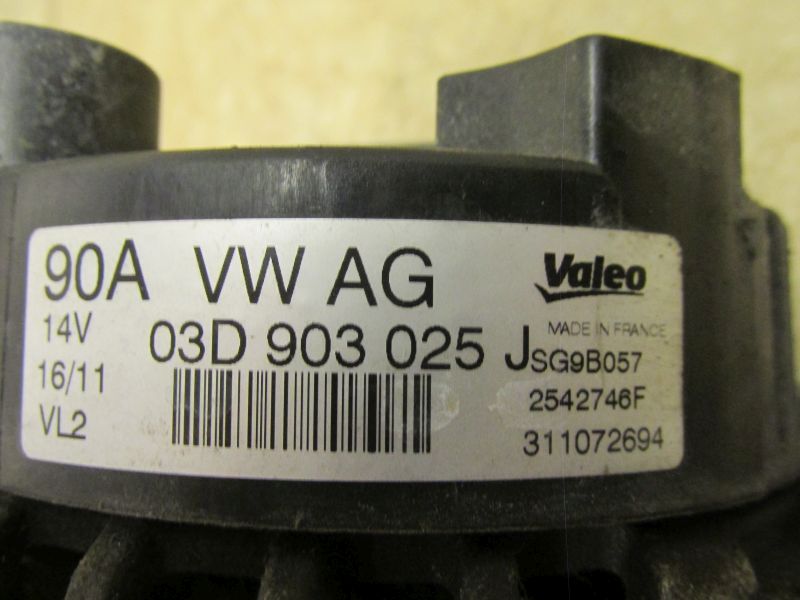 90A VW AG Valeo
14V 03D 903 025 J MADE IN FRANCE
16/11 SG9B057
VL2 2542746F
311072694